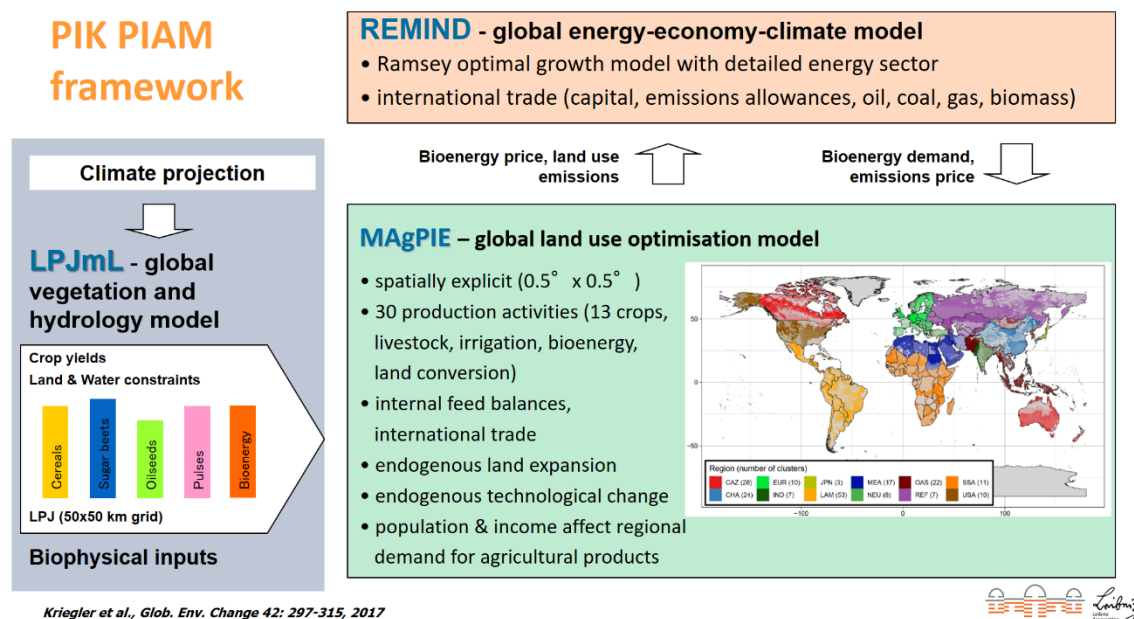 PIK PIAM
framework
REMIND - global energy-economy-climate model
• Ramsey optimal growth model with detailed energy sector
• international trade (capital, emissions allowances, oil, coal, gas, biomass)
Bioenergy price, land use
emissions
Bioenergy demand,
emissions price
Climate projection
LPJmL - global
vegetation and
hydrology model
Crop yields
Land & Water constraints
Cereals
Sugar beets
Oilseeds
Pulses
Bioenergy
LPJ (50x50 km grid)
Biophysical inputs
MAgPIE – global land use optimisation model
• spatially explicit (0.5° x 0.5° )
• 30 production activities (13 crops,
livestock, irrigation, bioenergy,
land conversion)
• internal feed balances,
international trade
• endogenous land expansion
• endogenous technological change
• population & income affect regional
demand for agricultural products
50
0
−50
Region (number of clusters)
CAZ (28) EUR (10) JPN (3) MEA (17) OAS (22) SSA (11)
CHA (24) IND (7) LAM (53) NEU (8) REF (7) USA (10)
−100 0 100
Kriegler et al., Glob. Env. Change 42: 297-315, 2017
Leibniz
Leibniz